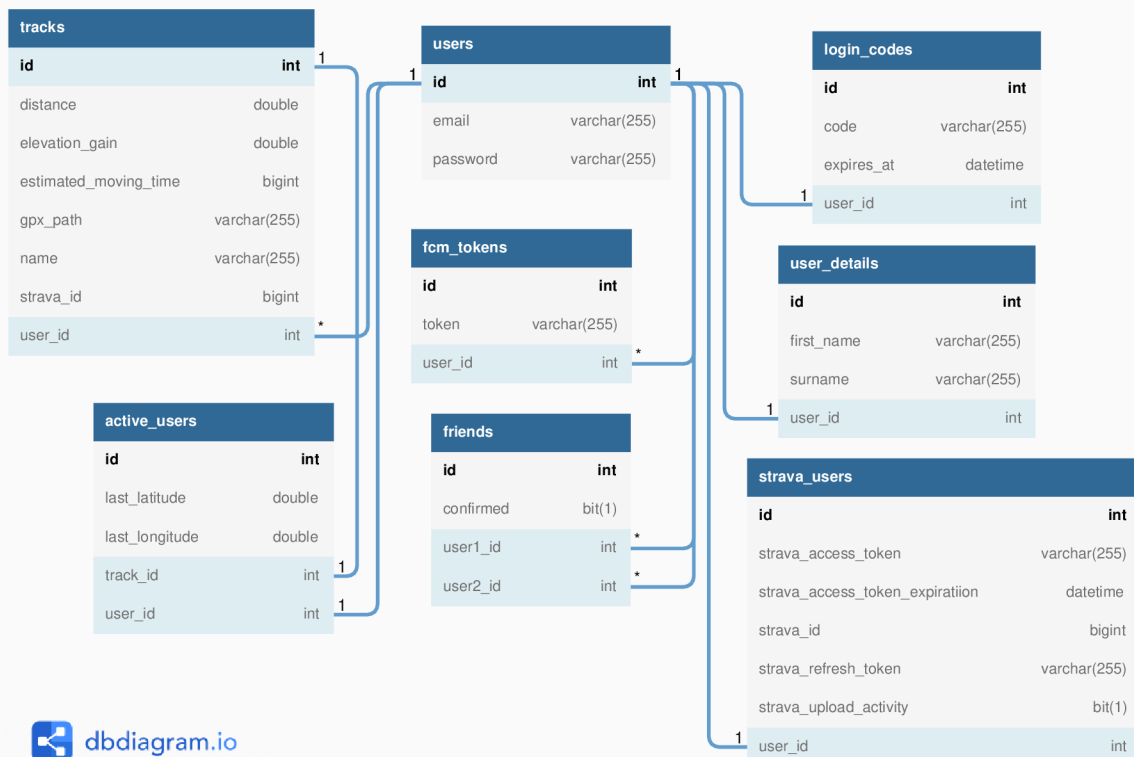 tracks
id int
distance double
elevation_gain double
estimated_moving_time bigint
gpx_path varchar(255)
name varchar(255)
strava_id bigint
user_id int
1
*
users
1 id int 1
email varchar(255)
password varchar(255)
login_codes
id int
code varchar(255)
expires_at datetime
1 user_id int
fcm_tokens
id int
token varchar(255)
user_id int *
user_details
id int
first_name varchar(255)
surname varchar(255)
1 user_id int
active_users
id int
last_latitude double
last_longitude double
track_id int 1
user_id int 1
friends
id int
confirmed bit(1)
user1_id int *
user2_id int *
strava_users
id int
strava_access_token varchar(255)
strava_access_token_expiratiion datetime
strava_id bigint
strava_refresh_token varchar(255)
strava_upload_activity bit(1)
1 user_id int
dbdiagram.io